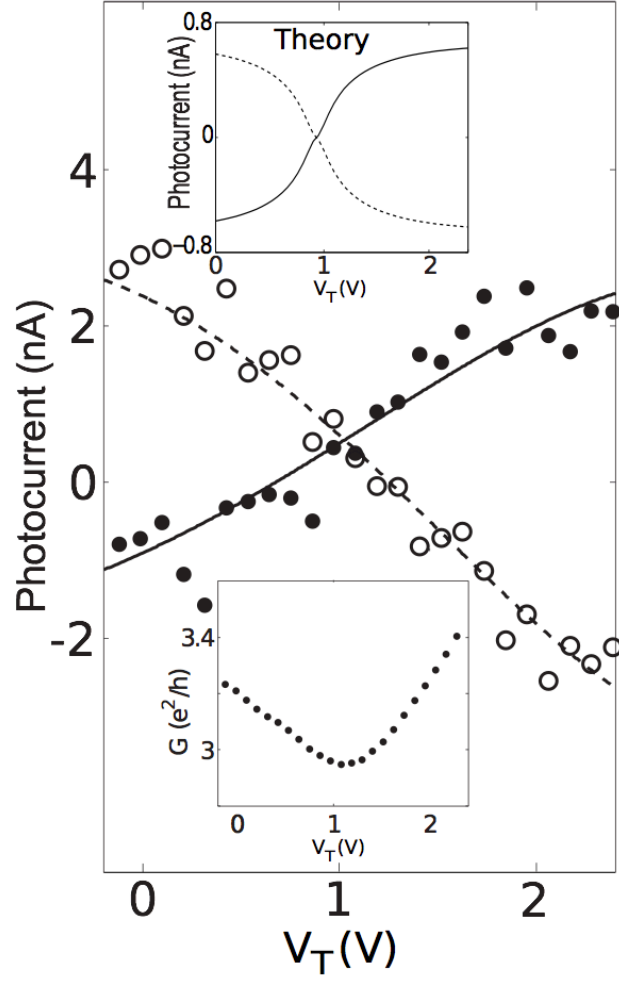 0.8
Theory
Photocurrent (nA)
0
−0.8
0 1 2
V_T(V)
4
2
0
-2
Photocurrent (nA)
3.4
3
G (e²/h)
0 1 2
V_T(V)
0 1 2
V_T(V)